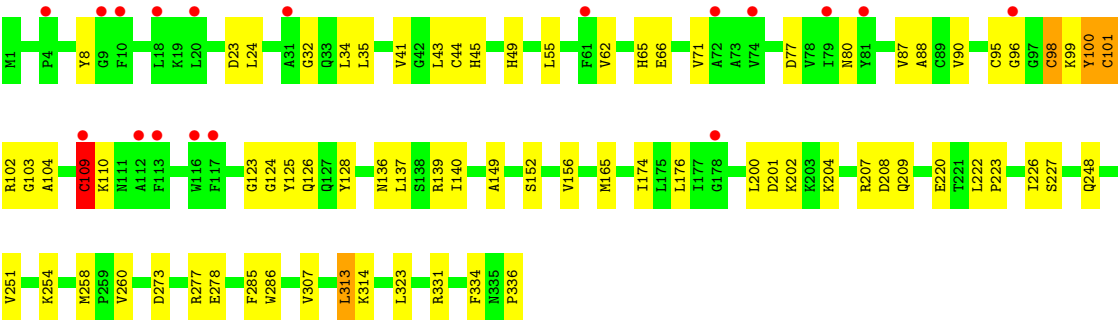 M1 P4 Y8 G9 F10 L18 K19 L20 D23 L24 A31 G32 Q33 L34 L35 V41 G42 L43 C44 H45 H49 L55 F61 V62 H65 E66 V71 A72 A73 V74 D77 V78 I79 N80 Y81 V87 A88 C89 V90 C95 G96 G97 C98 K99 Y100 C101
R102 G103 A104 C109 K110 N111 A112 F113 W116 F117 G123 G124 Y125 Q126 Q127 Y128 N136 L137 S138 R139 I140 A149 S152 V156 M165 I174 L175 L176 I177 G178 L200 D201 K202 K203 K204 R207 D208 Q209 E220 T221 L222 P223 I226 S227 Q248
V251 K254 M258 P259 V260 D273 R277 E278 F285 W286 V307 L313 K314 L323 R331 F334 N335 P336